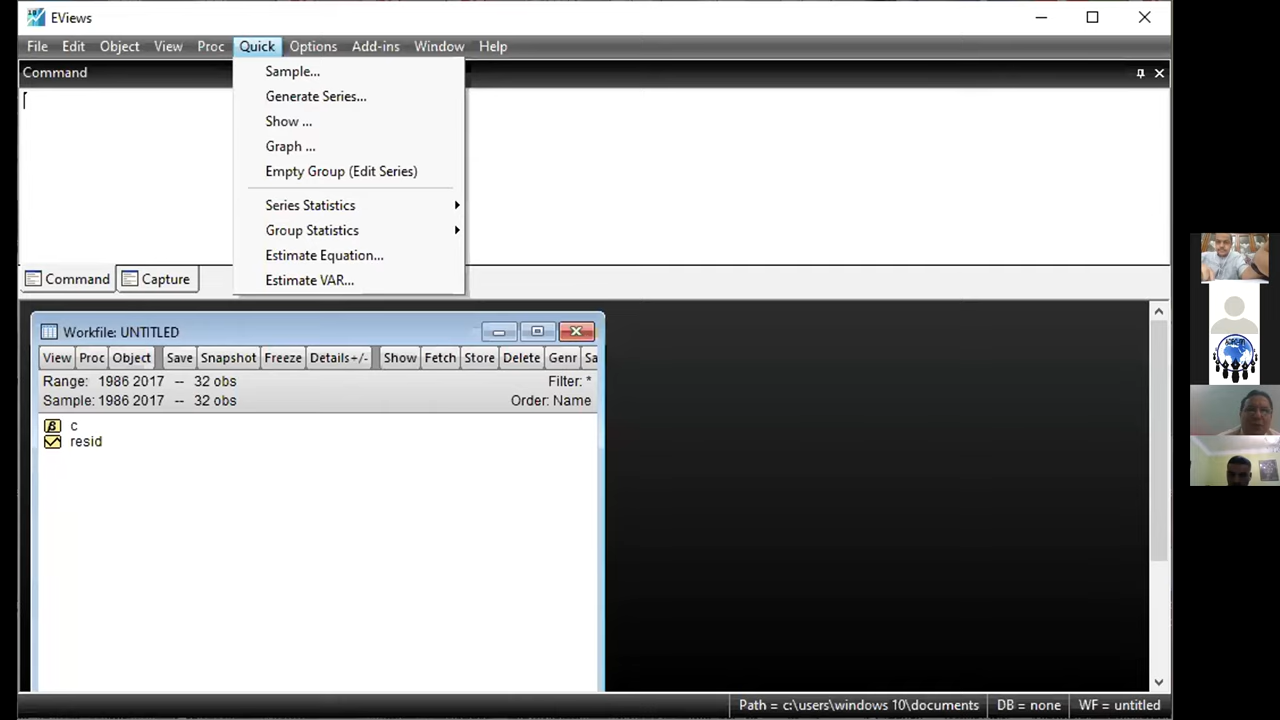 EViews
File Edit Object View Proc Quick Options Add-ins Window Help
Command
Sample...
Generate Series...
Show ...
Graph ...
Empty Group (Edit Series)
Series Statistics
Group Statistics
Estimate Equation...
Estimate VAR...
Command Capture
Workfile: UNTITLED
View Proc Object Save Snapshot Freeze Details+/- Show Fetch Store Delete Genr Sa
Range: 1986 2017 -- 32 obs Filter: *
Sample: 1986 2017 -- 32 obs Order: Name
β c
resid
Path = c:\users\windows 10\documents DB = none WF = untitled